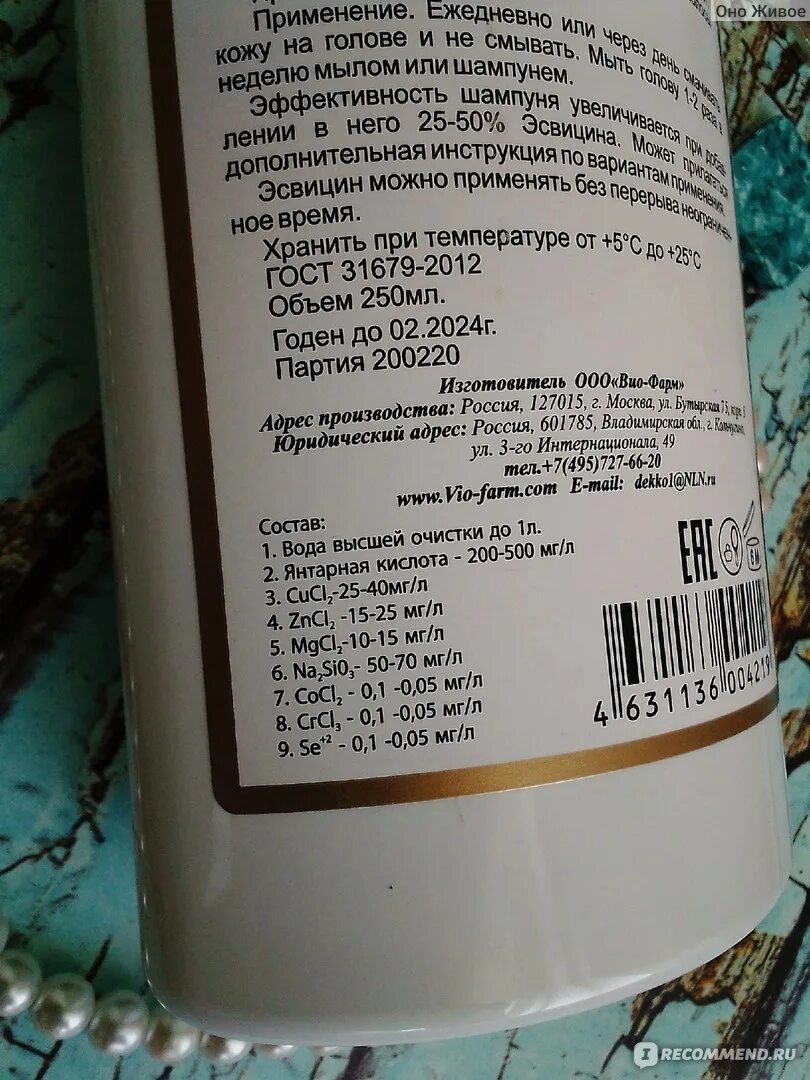 Оно Живое
Применение. Ежедневно или через день смачивать
кожу на голове и не смывать. Мыть голову 1-2 раза в
неделю мылом или шампунем.
Эффективность шампуня увеличивается при добав-
лении в него 25-50% Эсвицина. Может прилагаться
дополнительная инструкция по вариантам применения.
Эсвицин можно применять без перерыва неограничен-
ное время.
Хранить при температуре от +5°C до +25°C
ГОСТ 31679-2012
Объем 250мл.
Годен до 02.2024г.
Партия 200220
Изготовитель ООО«Вио-Фарм»
Адрес производства: Россия, 127015, г. Москва, ул. Бутырская 75,
Юридический адрес: Россия, 601785, Владимирская обл., г.
ул. 3-го Интернационала, 49
тел.+7(495)727-66-20
www.Vio-farm.com E-mail: dekko1@NLN.ru
Состав:
1. Вода высшей очистки до 1л.
2. Янтарная кислота - 200-500 мг/л
3. CuCl₂-25-40мг/л
4. ZnCl₂ -15-25 мг/л
5. MgCl₂-10-15 мг/л
6. Na₂SiO₃- 50-70 мг/л
7. CoCl₂ - 0,1 -0,05 мг/л
8. CrCl₃ - 0,1 -0,05 мг/л
9. Se⁺² - 0,1 -0,05 мг/л
EAC
6 M
4 631136 004219
RECOMMEND.RU